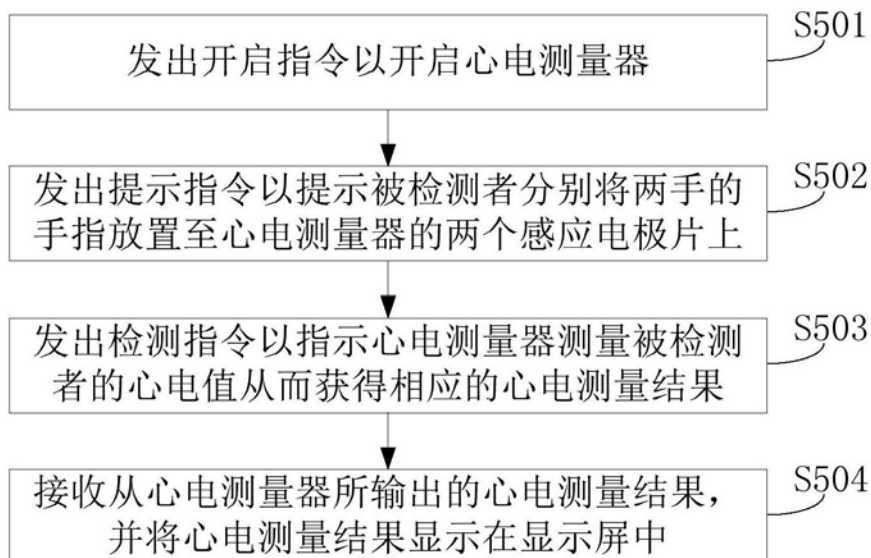 S501
发出开启指令以开启心电测量器
S502
发出提示指令以提示被检测者分别将两手的
手指放置至心电测量器的两个感应电极片上
S503
发出检测指令以指示心电测量器测量被检测
者的心电值从而获得相应的心电测量结果
S504
接收从心电测量器所输出的心电测量结果，
并将心电测量结果显示在显示屏中